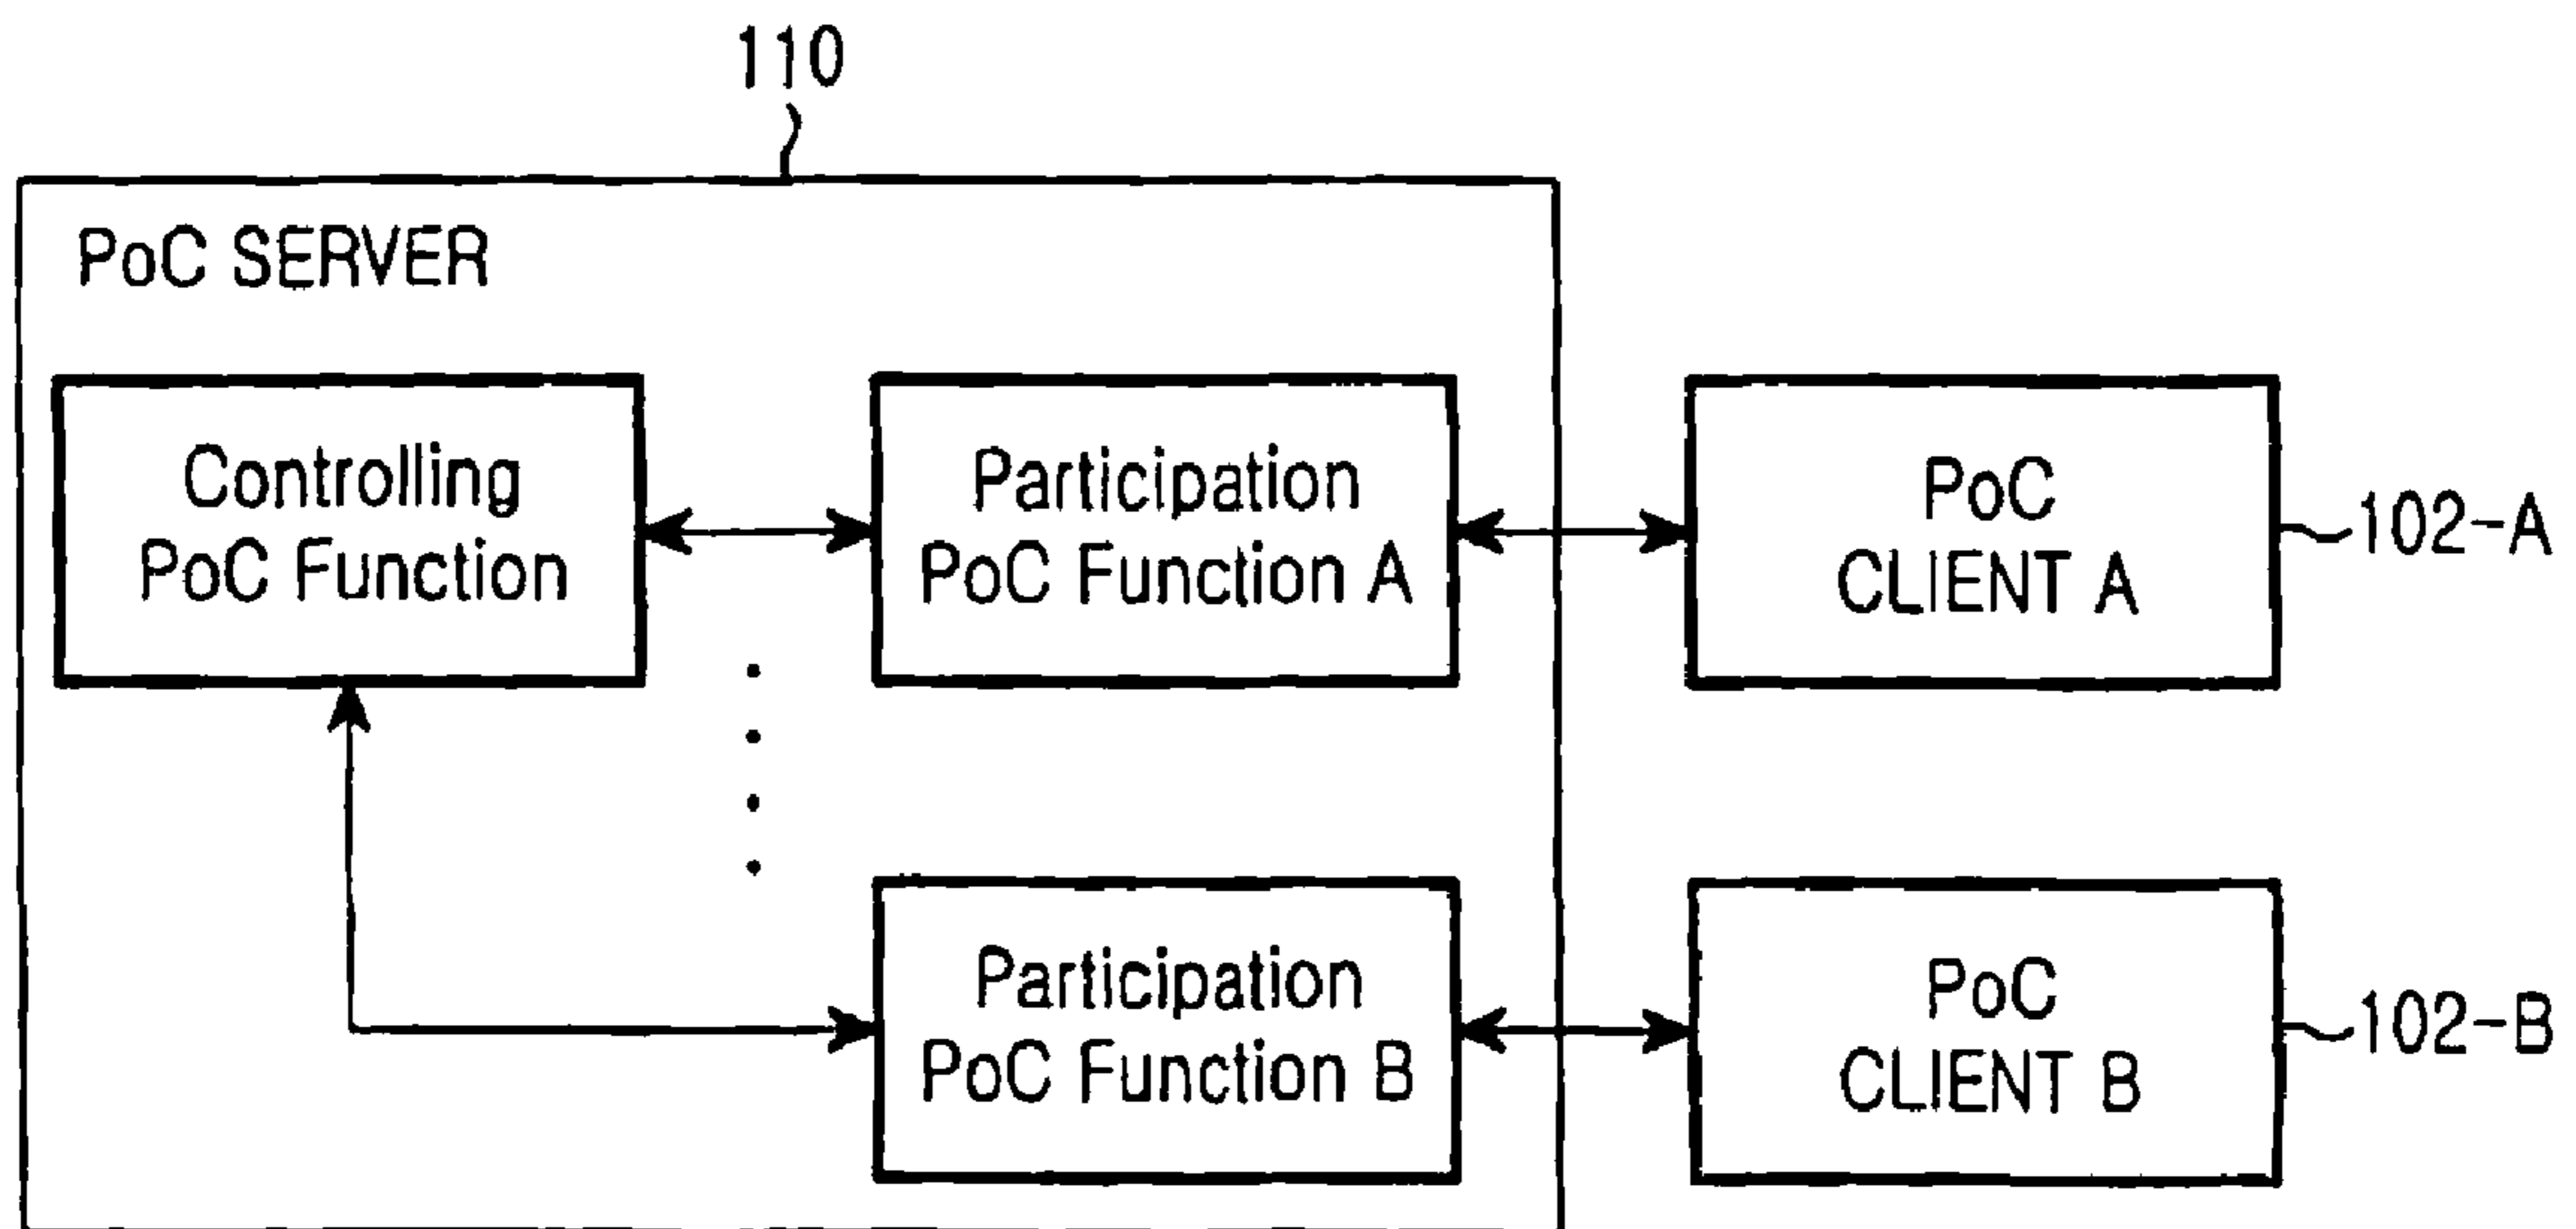 110
PoC SERVER
Controlling
PoC Function
Participation
PoC Function A
PoC
CLIENT A
102-A
Participation
PoC Function B
PoC
CLIENT B
102-B